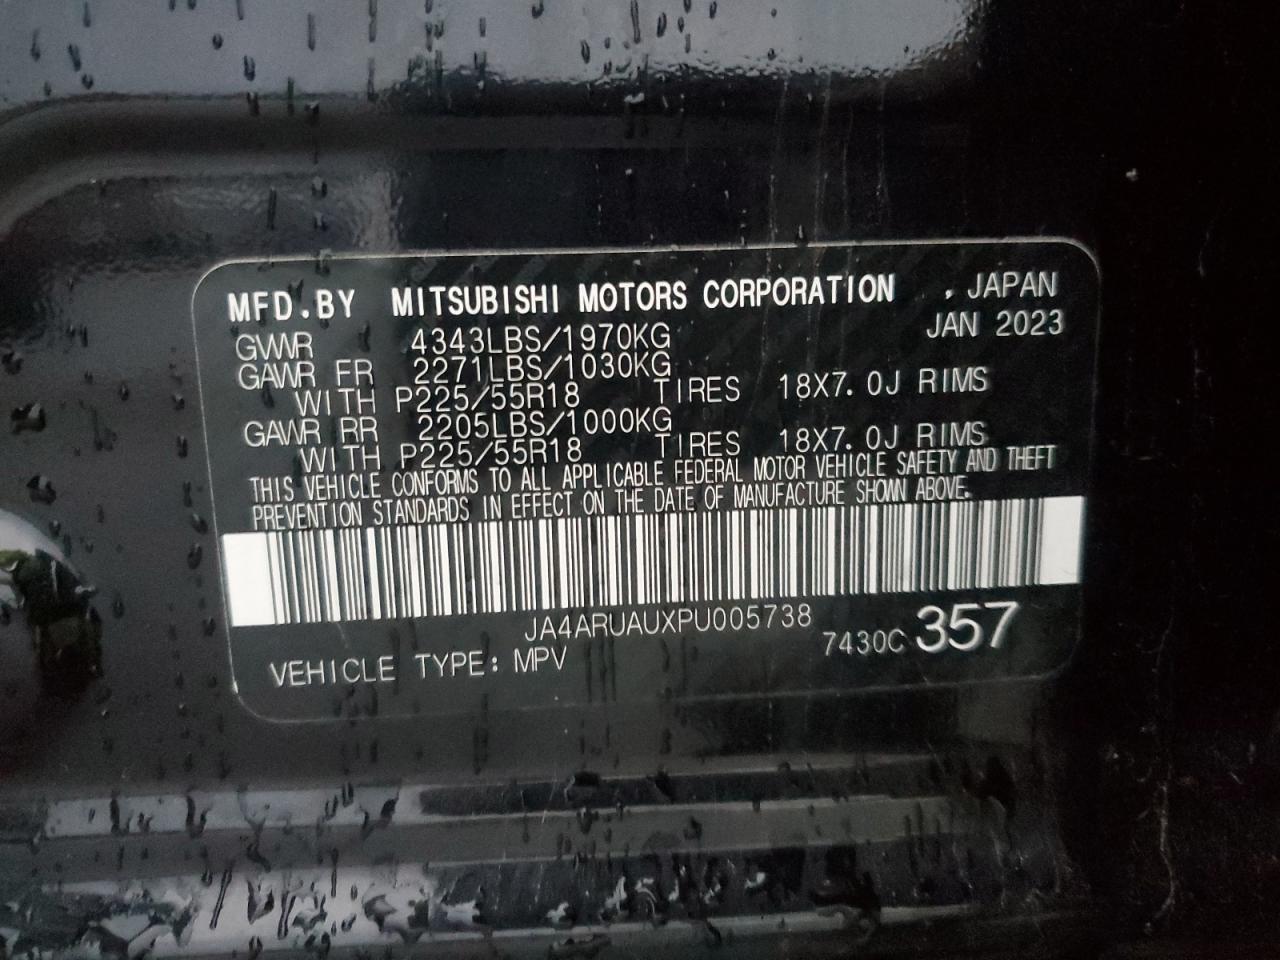 MFD.BY MITSUBISHI MOTORS CORPORATION , JAPAN
JAN 2023
GVWR 4343LBS/1970KG
GAWR FR 2271LBS/1030KG
WITH P225/55R18 TIRES 18X7.0J RIMS
GAWR RR 2205LBS/1000KG
WITH P225/55R18 TIRES 18X7.0J RIMS
THIS VEHICLE CONFORMS TO ALL APPLICABLE FEDERAL MOTOR VEHICLE SAFETY AND THEFT
PREVENTION STANDARDS IN EFFECT ON THE DATE OF MANUFACTURE SHOWN ABOVE.
JA4ARUAUXPU005738
7430C 357
VEHICLE TYPE: MPV